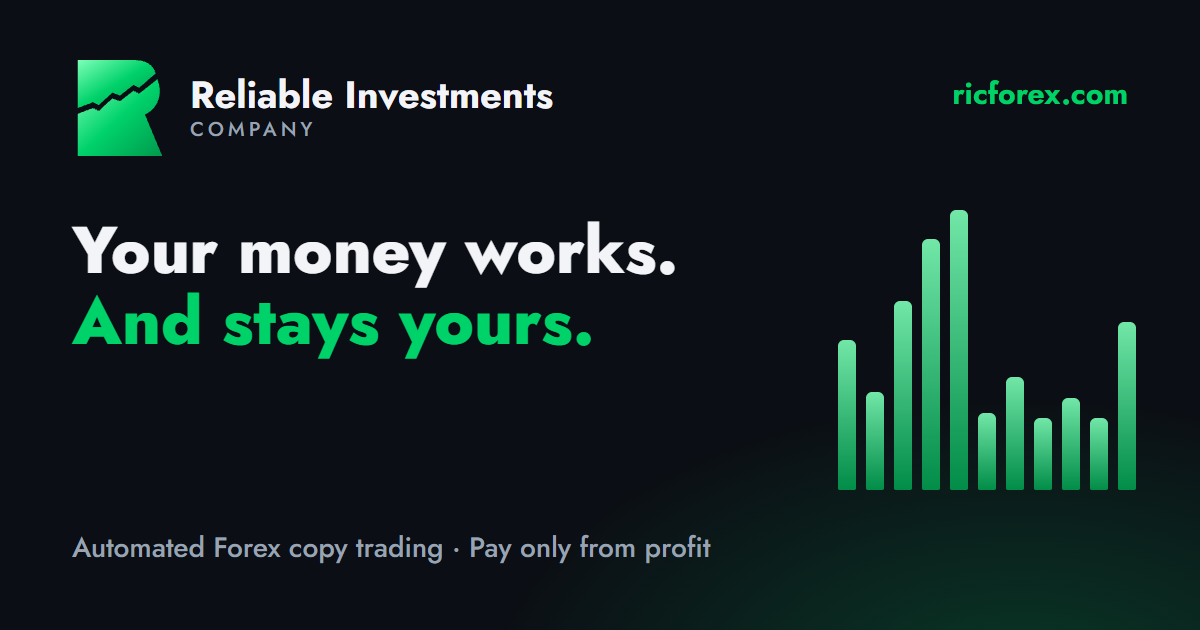 Reliable Investments
COMPANY
ricforex.com
Your money works.
And stays yours.
Automated Forex copy trading · Pay only from profit